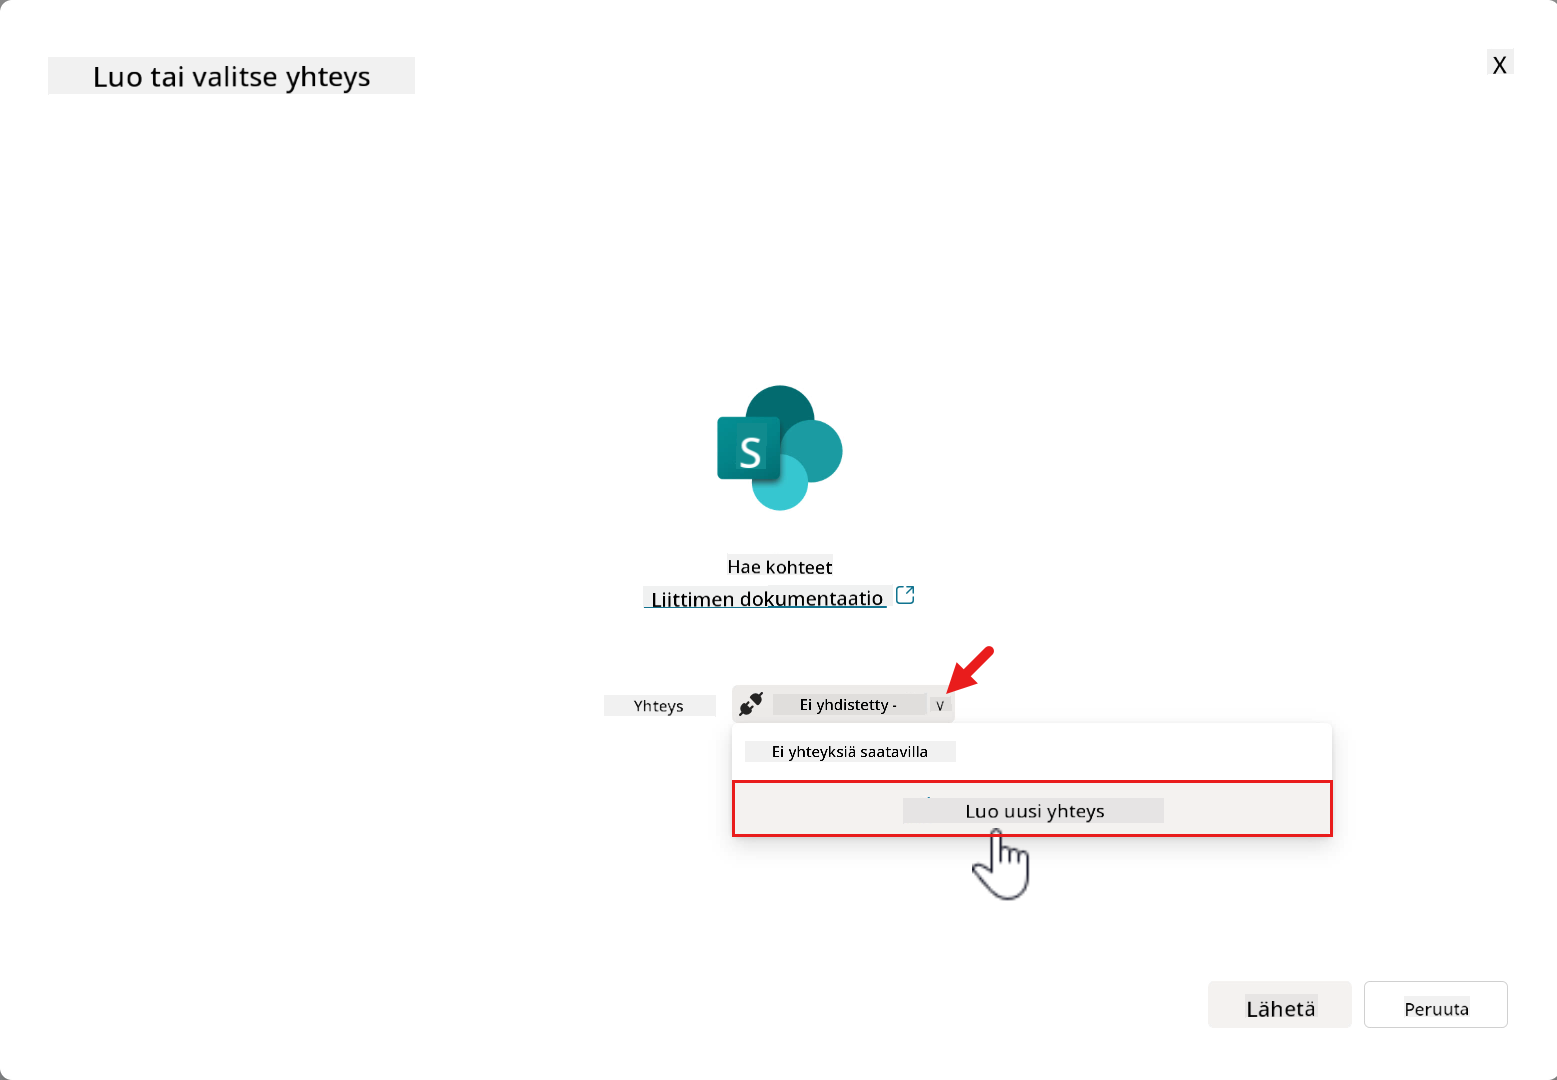 Luo tai valitse yhteys
X
S
Hae kohteet
Liittimen dokumentaatio
Yhteys
Ei yhdistetty -
Ei yhteyksiä saatavilla
Luo uusi yhteys
Lähetä
Peruuta